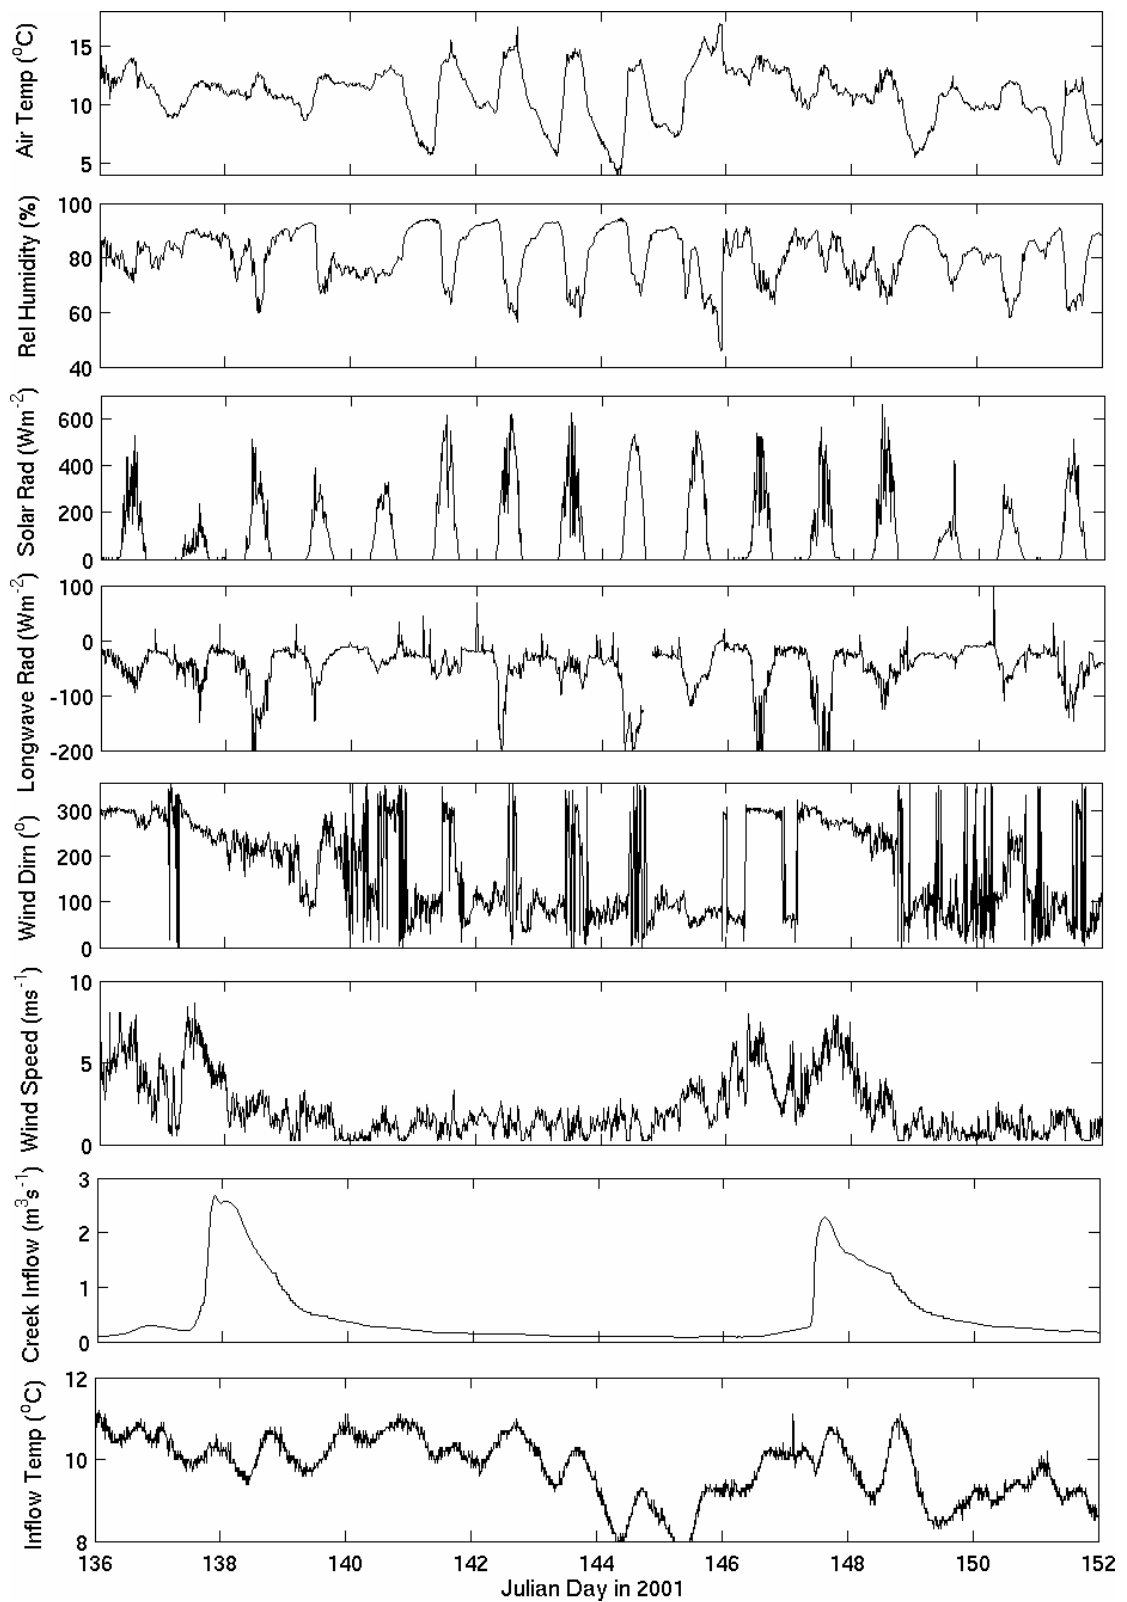 Air Temp (°C)
15
10
5
Rel Humidity (%)
100
80
60
40
Solar Rad (Wm-2)
600
400
200
0
Longwave Rad (Wm-2)
100
0
-100
-200
Wind Dirn (°)
300
200
100
0
Wind Speed (ms-1)
10
5
0
Creek Inflow (m3s-1)
3
2
1
0
Inflow Temp (°C)
12
10
8
136 138 140 142 144 146 148 150 152
Julian Day in 2001